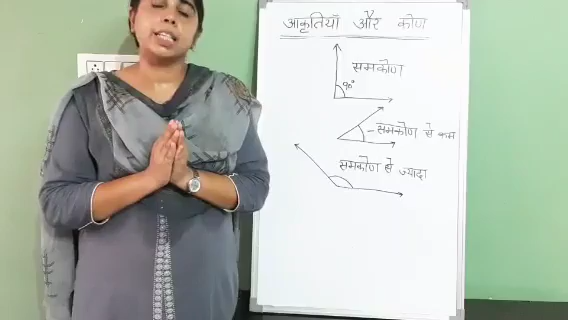 आकृतियाँ और कोण
समकोण
90°
समकोण से कम
समकोण से ज्यादा